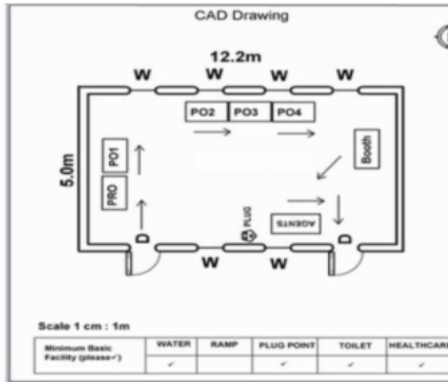 CAD Drawing
12.2m
W W W W
PO2 PO3 PO4
5.0m
PO1
PRO
Booth
PLUG
AGENTS
D D
W W
Scale 1 cm : 1m
Minimum Basic Facility (please✓) WATER RAMP PLUG POINT TOILET HEALTHCARE
✓ ✓ ✓ ✓